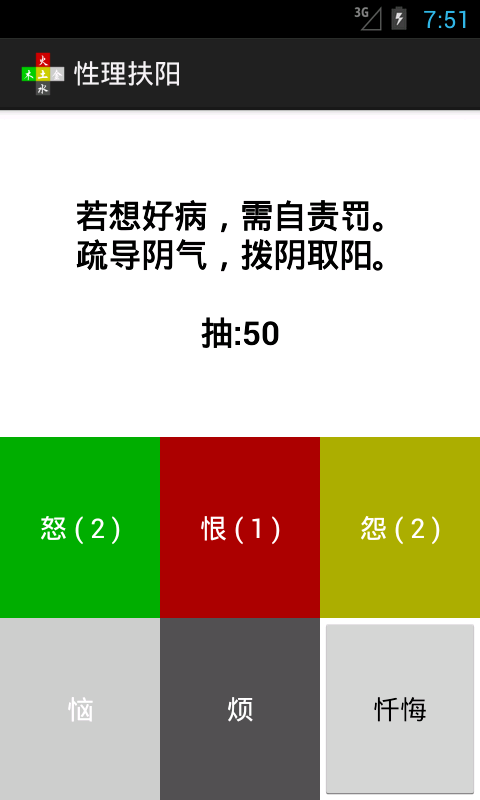 3G 7:51
火
木 土 金
水
性理扶阳
若想好病，需自责罚。
疏导阴气，拨阴取阳。
抽:50
怒 ( 2 ) 恨 ( 1 ) 怨 ( 2 )
恼 烦 忏悔